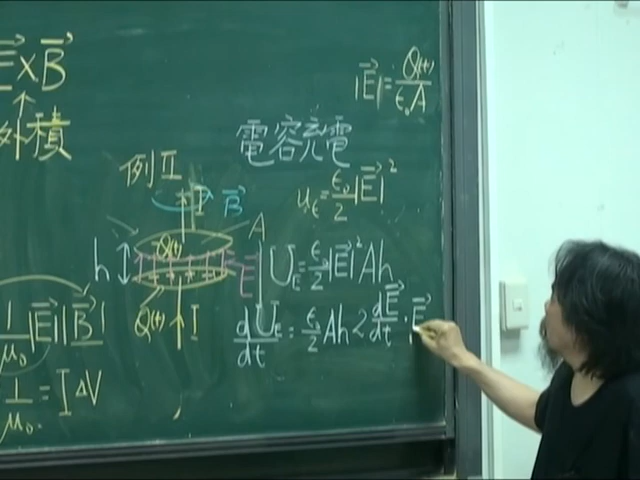 E⃗×B⃗
外積
1/μ₀ |E⃗||B⃗|
1/μ₀ = IΔV
例II
I B⃗
A
Q(t)
h
E⃗
Q(t) I
|E⃗| = Q(t)/ε₀A
電容充電
u_E = ε₀/2 |E⃗|²
U_E = ε₀/2 |E⃗|² Ah
dU_E/dt = ε₀/2 Ah 2 dE⃗/dt · E⃗